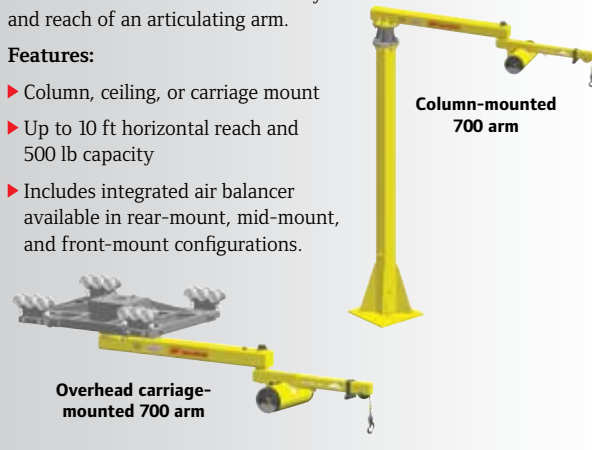 and reach of an articulating arm.
Features:
Column, ceiling, or carriage mount
Up to 10 ft horizontal reach and
500 lb capacity
Includes integrated air balancer
available in rear-mount, mid-mount,
and front-mount configurations.
Column-mounted
700 arm
Overhead carriage-
mounted 700 arm